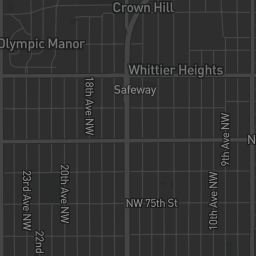 Crown Hill
Olympic Manor
Whittier Heights
18th Ave NW
Safeway
9th Ave NW
N
23rd Ave NW
20th Ave NW
10th Ave NW
NW 75th St
22nd